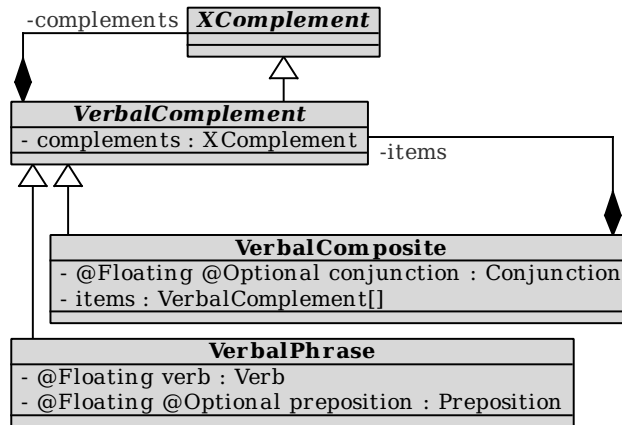 -complements
XComplement
VerbalComplement
- complements : XComplement
-items
VerbalComposite
- @Floating @Optional conjunction : Conjunction
- items : VerbalComplement[]
VerbalPhrase
- @Floating verb : Verb
- @Floating @Optional preposition : Preposition